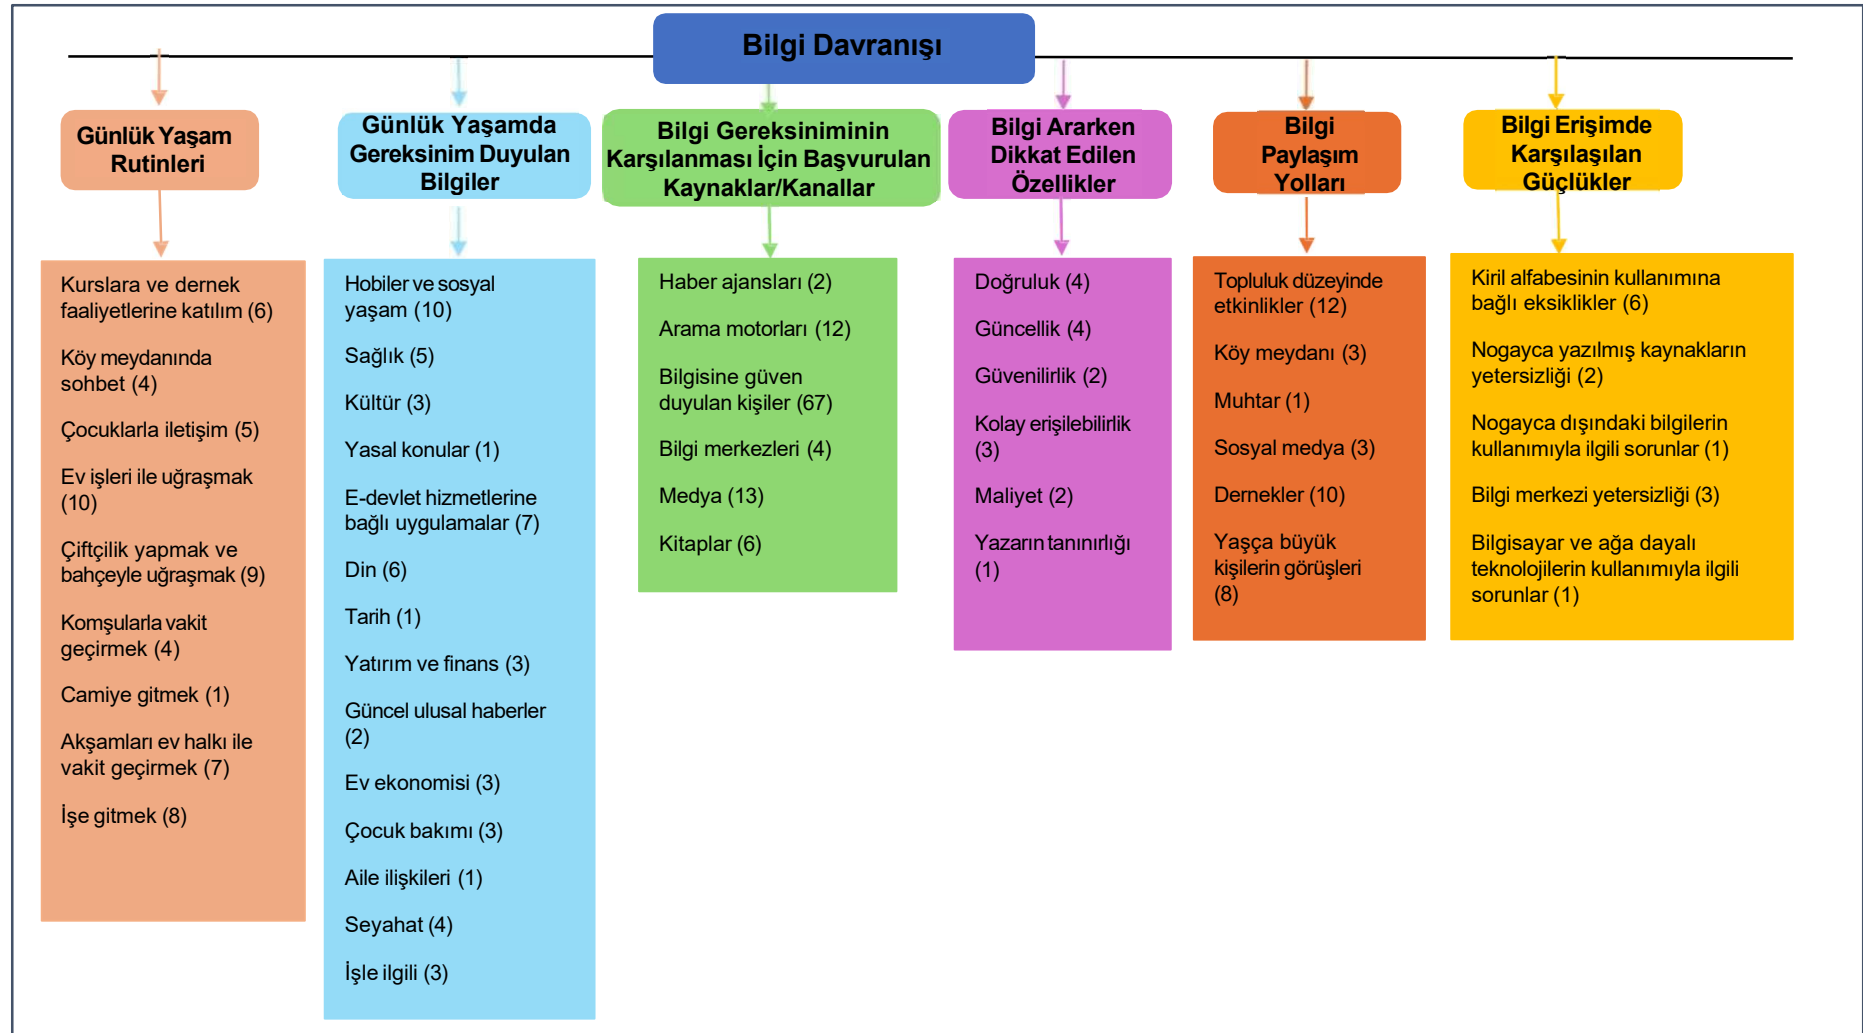 Bilgi Davranışı
Günlük Yaşam
Rutinleri
Kurslara ve dernek
faaliyetlerine katılım (6)
Köy meydanında
sohbet (4)
Çocuklarla iletişim (5)
Ev işleri ile uğraşmak
(10)
Çiftçilik yapmak ve
bahçeyle uğraşmak (9)
Komşularla vakit
geçirmek (4)
Camiye gitmek (1)
Akşamları ev halkı ile
vakit geçirmek (7)
İşe gitmek (8)
Günlük Yaşamda
Gereksinim Duyulan
Bilgiler
Hobiler ve sosyal
yaşam (10)
Sağlık (5)
Kültür (3)
Yasal konular (1)
E-devlet hizmetlerine
bağlı uygulamalar (7)
Din (6)
Tarih (1)
Yatırım ve finans (3)
Güncel ulusal haberler
(2)
Ev ekonomisi (3)
Çocuk bakımı (3)
Aile ilişkileri (1)
Seyahat (4)
İşle ilgili (3)
Bilgi Gereksiniminin
Karşılanması İçin Başvurulan
Kaynaklar/Kanallar
Haber ajansları (2)
Arama motorları (12)
Bilgisine güven
duyulan kişiler (67)
Bilgi merkezleri (4)
Medya (13)
Kitaplar (6)
Bilgi Ararken
Dikkat Edilen
Özellikler
Doğruluk (4)
Güncellik (4)
Güvenilirlik (2)
Kolay erişilebilirlik
(3)
Maliyet (2)
Yazarın tanınırlığı
(1)
Bilgi
Paylaşım
Yolları
Topluluk düzeyinde
etkinlikler (12)
Köy meydanı (3)
Muhtar (1)
Sosyal medya (3)
Dernekler (10)
Yaşça büyük
kişilerin görüşleri
(8)
Bilgi Erişimde
Karşılaşılan
Güçlükler
Kiril alfabesinin kullanımına
bağlı eksiklikler (6)
Nogayca yazılmış kaynakların
yetersizliği (2)
Nogayca dışındaki bilgilerin
kullanımıyla ilgili sorunlar (1)
Bilgi merkezi yetersizliği (3)
Bilgisayar ve ağa dayalı
teknolojilerin kullanımıyla ilgili
sorunlar (1)